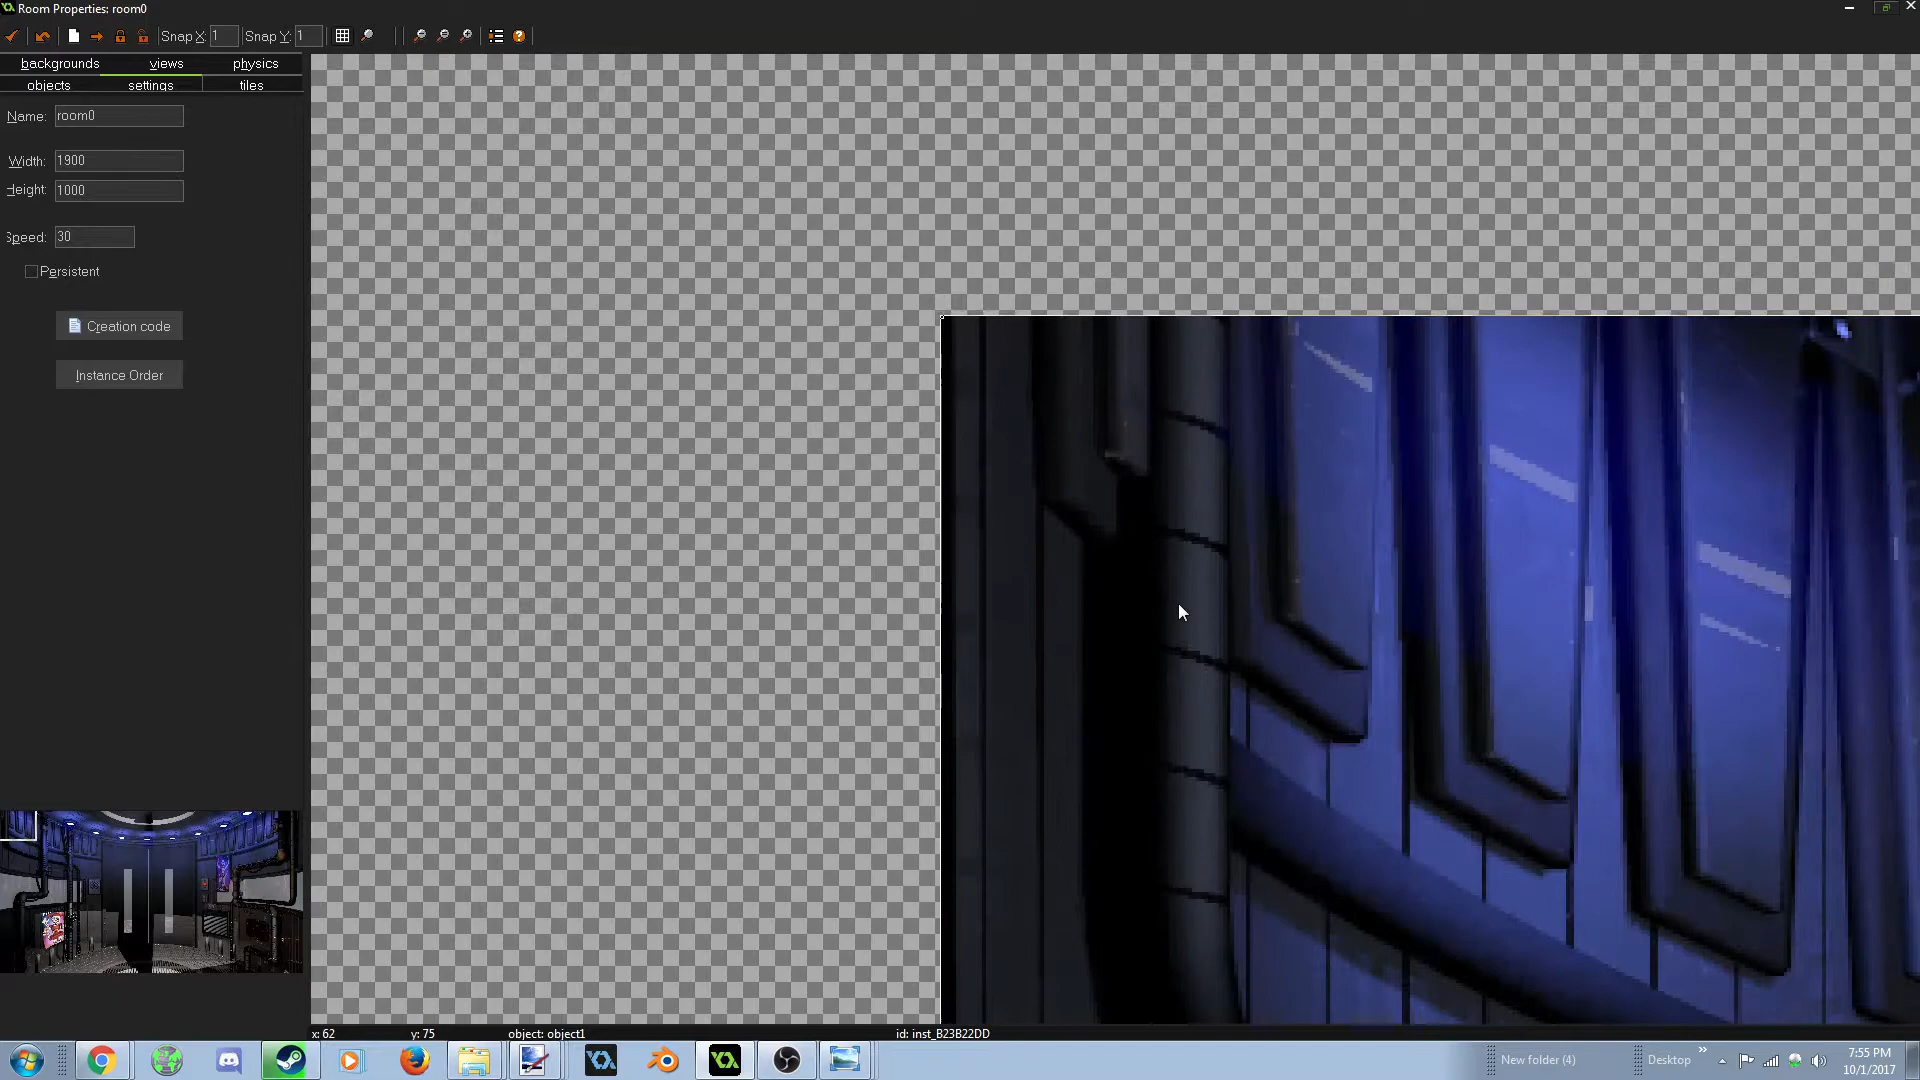 Room Properties: room0
Snap X: 1 Snap Y: 1
backgrounds views physics
objects settings tiles
Name: room0
Width: 1900
Height: 1000
Speed: 30
Persistent
Creation code
Instance Order
x: 62 y: 75 object: object1 id: inst_B23B22DD
New folder (4) Desktop
7:55 PM
10/1/2017